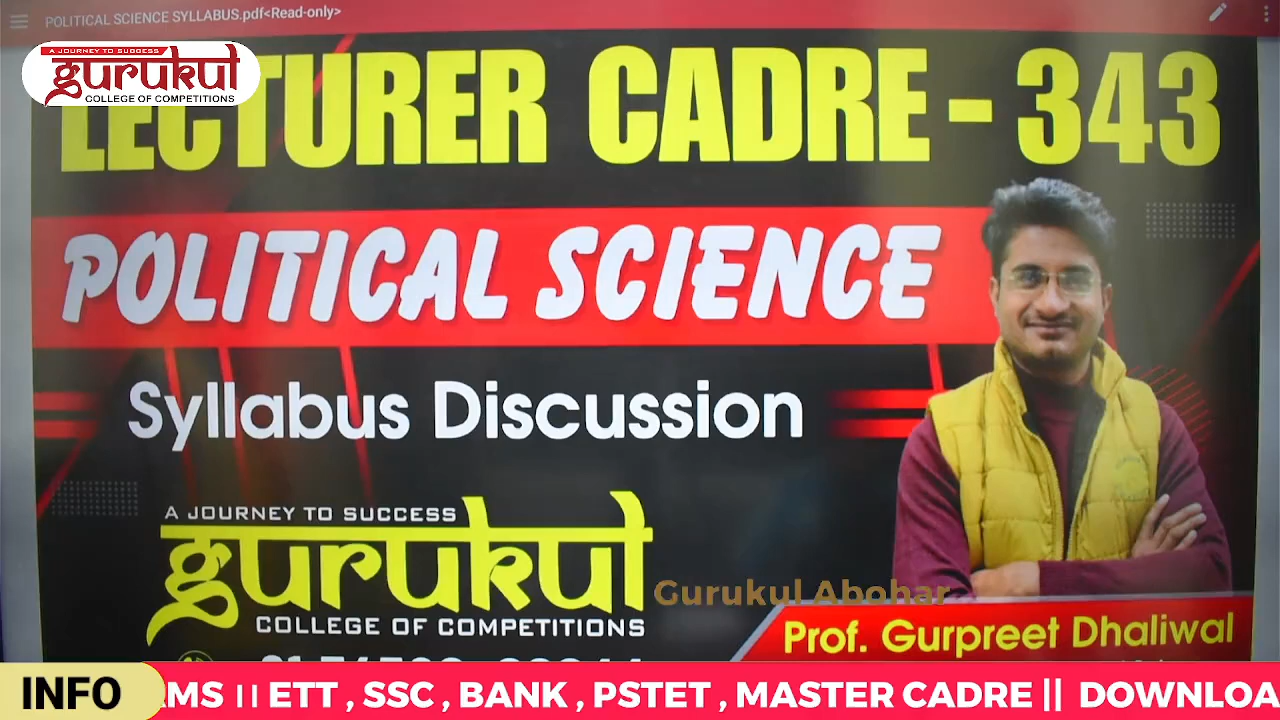 POLITICAL SCIENCE SYLLABUS.pdf<Read-only>
A JOURNEY TO SUCCESS
gurukul
COLLEGE OF COMPETITIONS
LECTURER CADRE - 343
POLITICAL SCIENCE
Syllabus Discussion
A JOURNEY TO SUCCESS
gurukul
COLLEGE OF COMPETITIONS
Gurukul Abohar
Prof. Gurpreet Dhaliwal
INFO
RMS || ETT , SSC , BANK , PSTET , MASTER CADRE || DOWNLOA